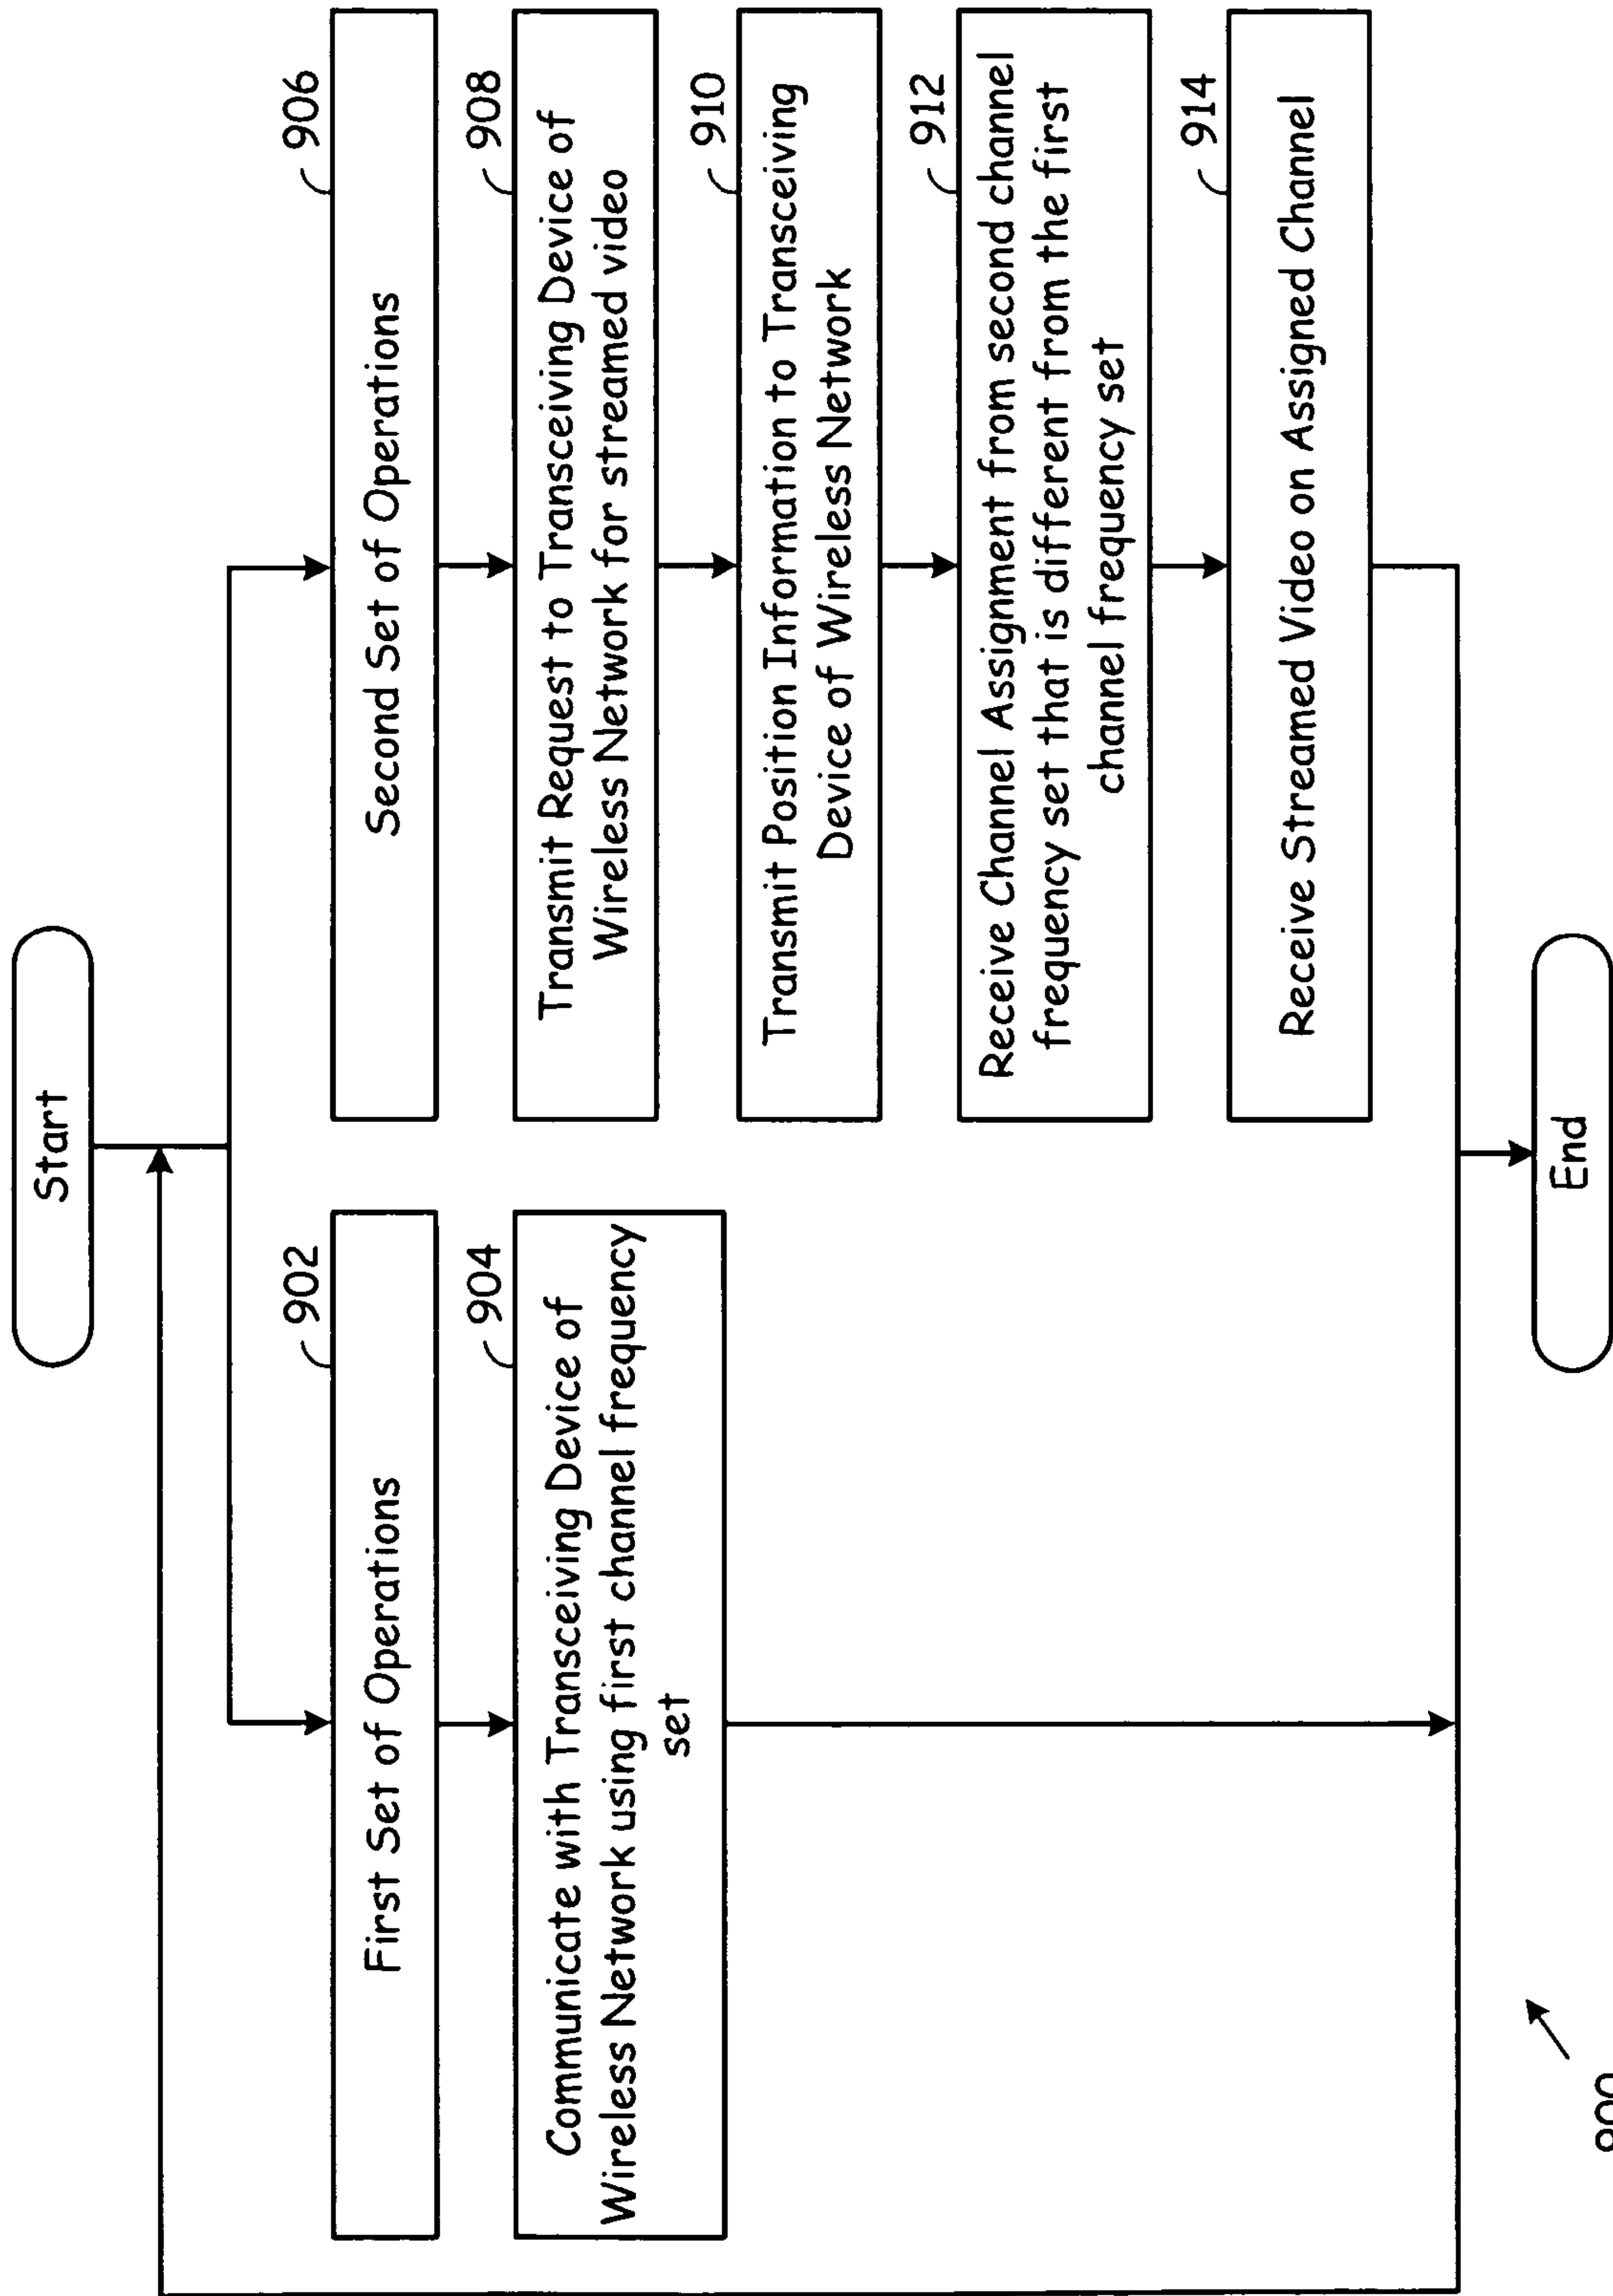 Start
902
First Set of Operations
904
Communicate with Transceiving Device of
Wireless Network using first channel frequency
set
906
Second Set of Operations
908
Transmit Request to Transceiving Device of
Wireless Network for streamed video
910
Transmit Position Information to Transceiving
Device of Wireless Network
912
Receive Channel Assignment from second channel
frequency set that is different from the first
channel frequency set
914
Receive Streamed Video on Assigned Channel
End
900